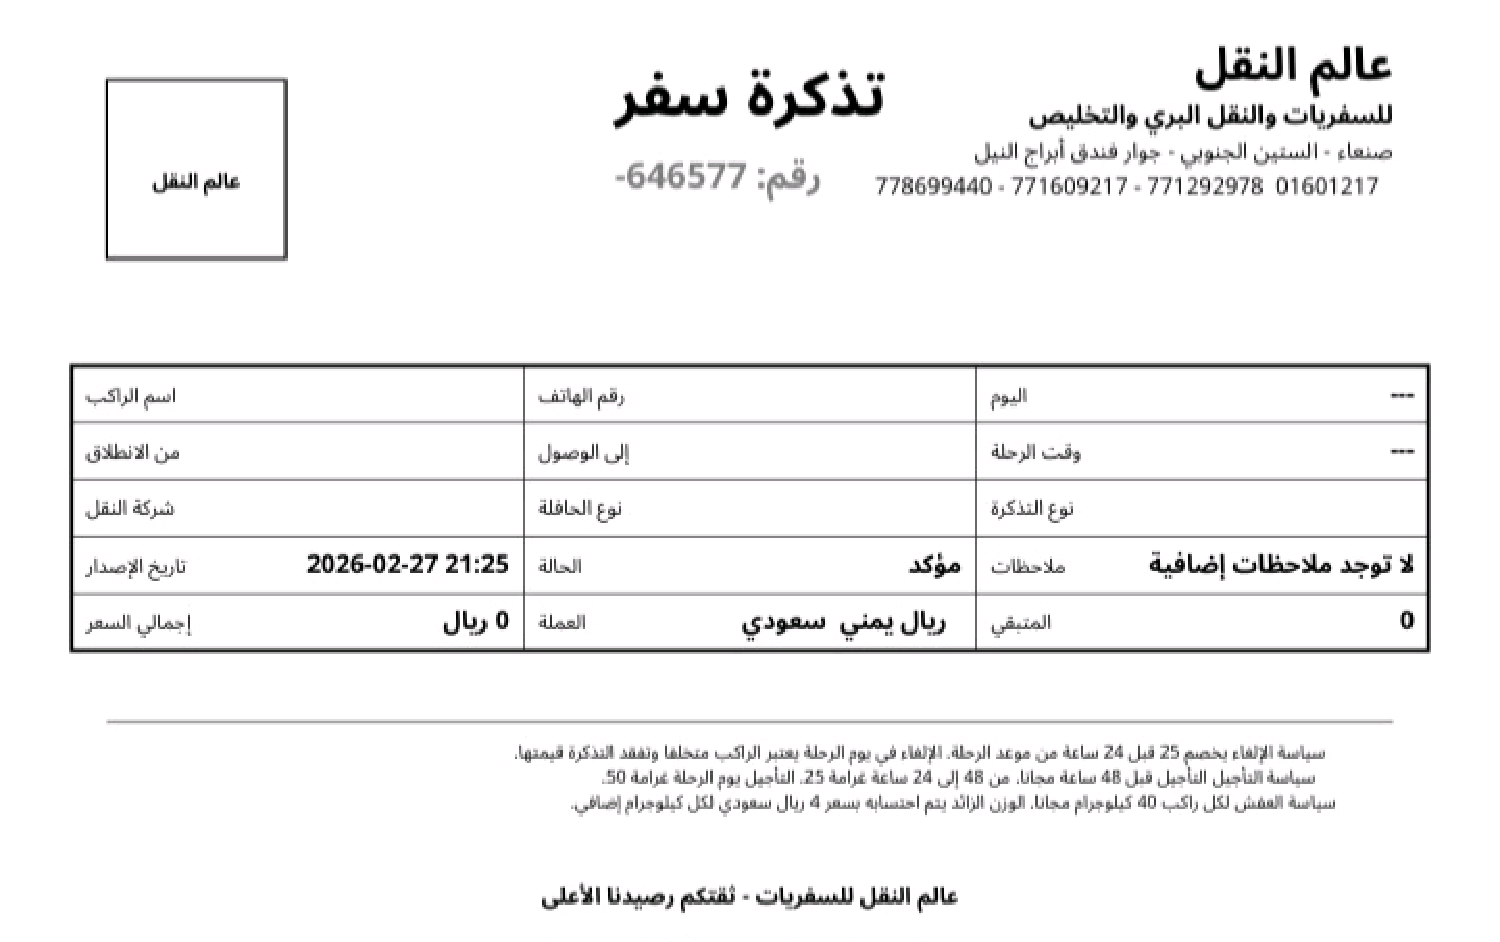 عالم النقل
للسفريات والنقل البري والتخليص
صنعاء - الستين الجنوبي - جوار فندق أبراج النيل
778699440 - 771609217 - 771292978 01601217
تذكرة سفر
رقم: 646577-
عالم النقل
اسم الراكب
رقم الهاتف
اليوم ---
من الانطلاق
إلى الوصول
وقت الرحلة ---
شركة النقل
نوع الحافلة
نوع التذكرة
تاريخ الإصدار 2026-02-27 21:25
الحالة مؤكد
ملاحظات لا توجد ملاحظات إضافية
إجمالي السعر 0 ريال
العملة ريال يمني سعودي
المتبقي 0
سياسة الإلغاء يخصم 25 قبل 24 ساعة من موعد الرحلة. الإلغاء في يوم الرحلة يعتبر الراكب متخلفا وتفقد التذكرة قيمتها.
سياسة التأجيل التأجيل قبل 48 ساعة مجانا. من 48 إلى 24 ساعة غرامة 25. التأجيل يوم الرحلة غرامة 50.
سياسة العفش لكل راكب 40 كيلوجرام مجانا. الوزن الزائد يتم احتسابه بسعر 4 ريال سعودي لكل كيلوجرام إضافي.
عالم النقل للسفريات - ثقتكم رصيدنا الأعلى